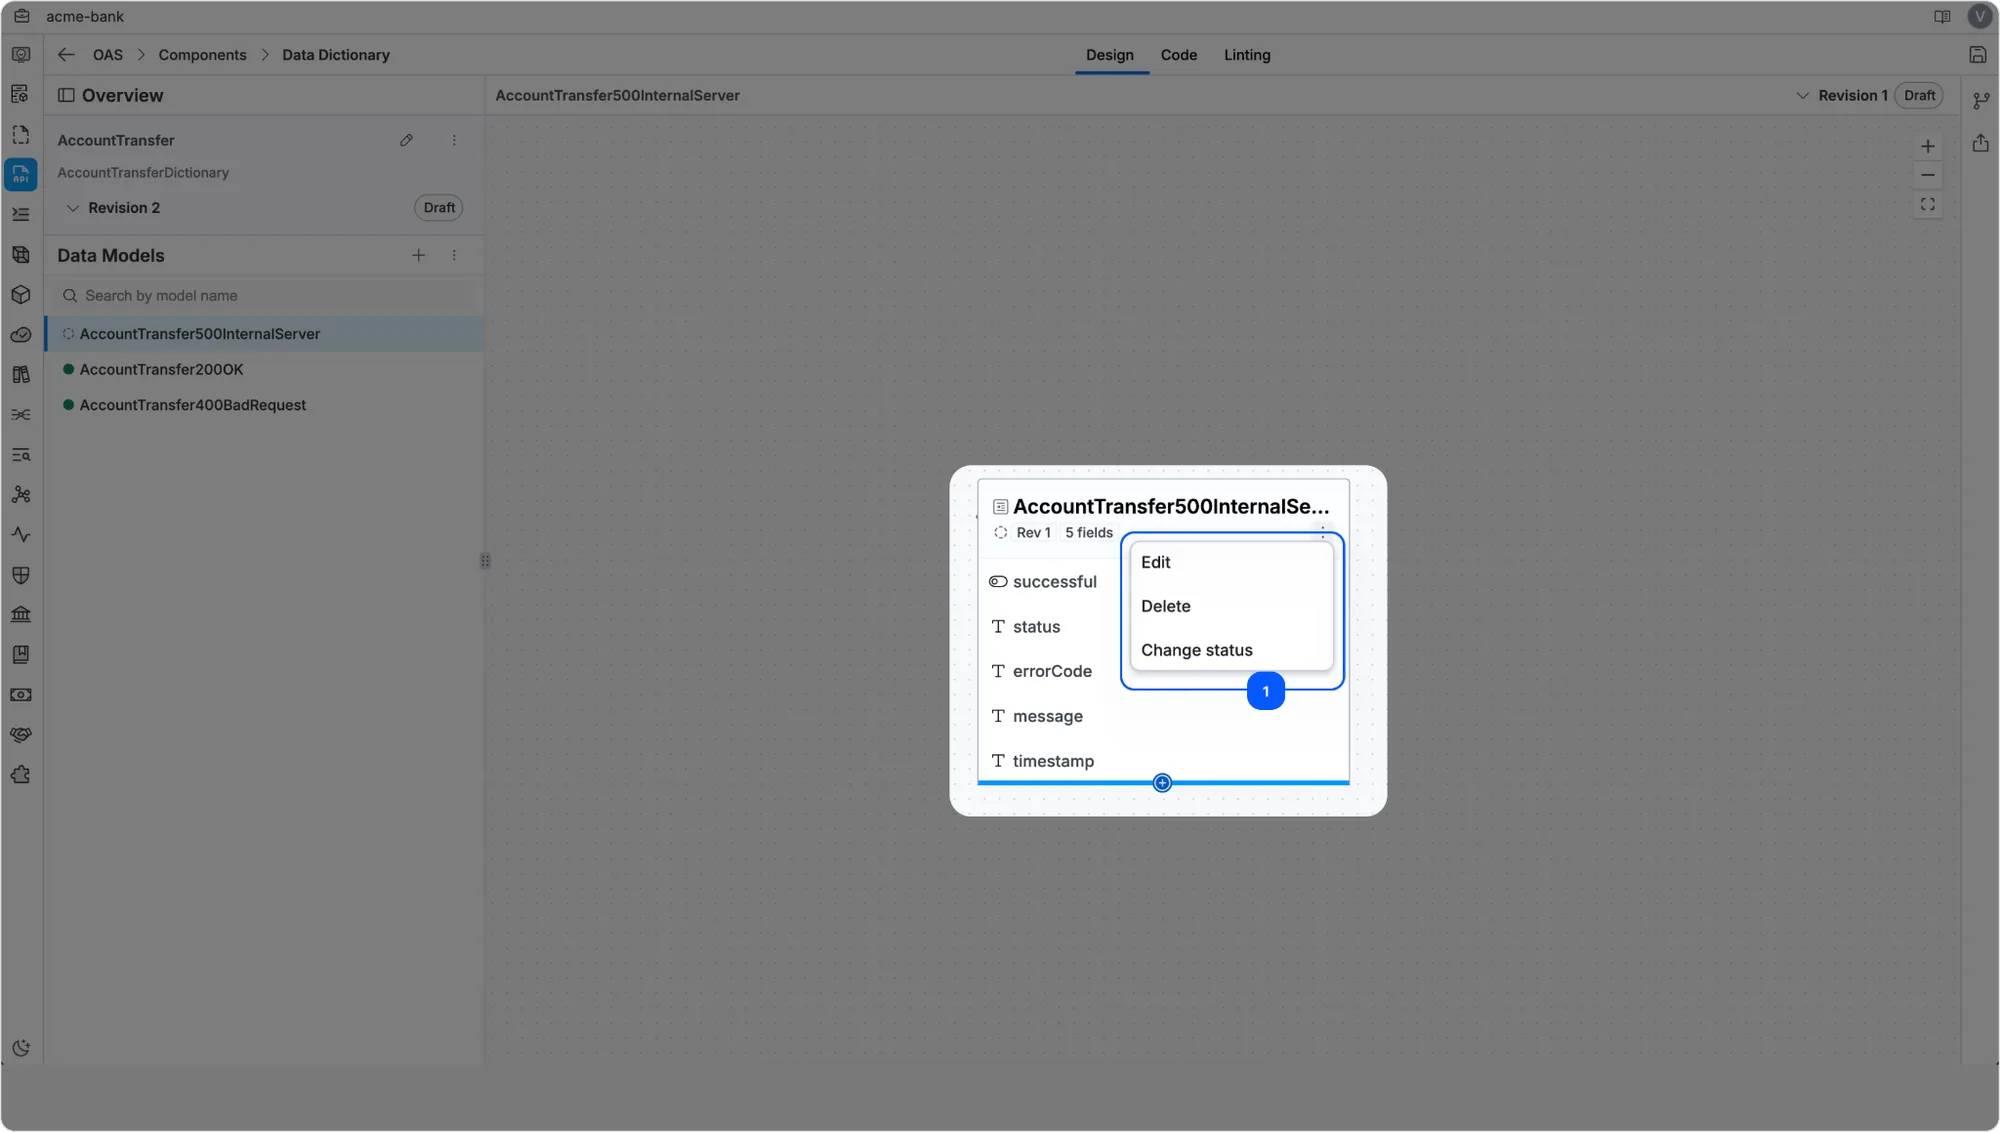 acme-bank
V
OAS
Components
Data Dictionary
Design
Code
Linting
Overview
AccountTransfer500InternalServer
Revision 1
Draft
AccountTransfer
AccountTransferDictionary
Revision 2
Draft
API
Data Models
Search by model name
AccountTransfer500InternalServer
AccountTransfer200OK
AccountTransfer400BadRequest
AccountTransfer500InternalSe...
Rev 1
5 fields
Edit
successful
Delete
status
Change status
errorCode
1
message
timestamp